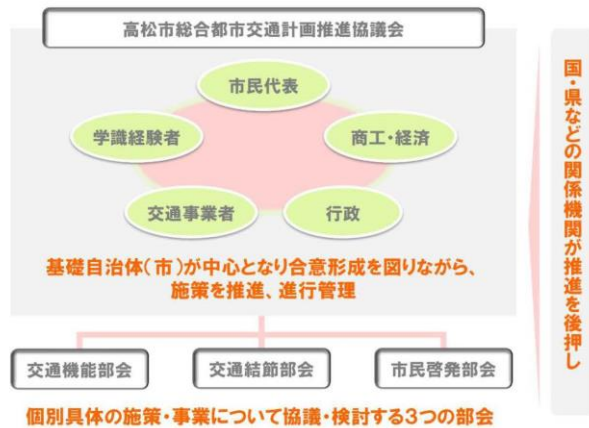 高松市総合都市交通計画推進協議会
市民代表
学識経験者
商工・経済
交通事業者
行政
基礎自治体（市）が中心となり合意形成を図りながら、
施策を推進、進行管理
交通機能部会
交通結節部会
市民啓発部会
個別具体の施策・事業について協議・検討する3つの部会
国・県などの関係機関が推進を後押し